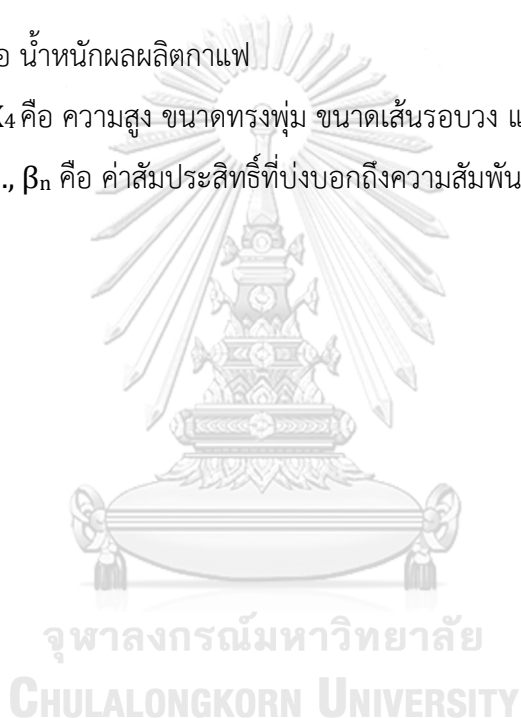 อ น้ำหนักผลผลิตกาแฟ
X₄ คือ ความสูง ขนาดทรงพุ่ม ขนาดเส้นรอบวง แ
., βₙ คือ ค่าสัมประสิทธิ์ที่บ่งบอกถึงความสัมพัน
จุฬาลงกรณ์มหาวิทยาลัย
CHULALONGKORN UNIVERSITY